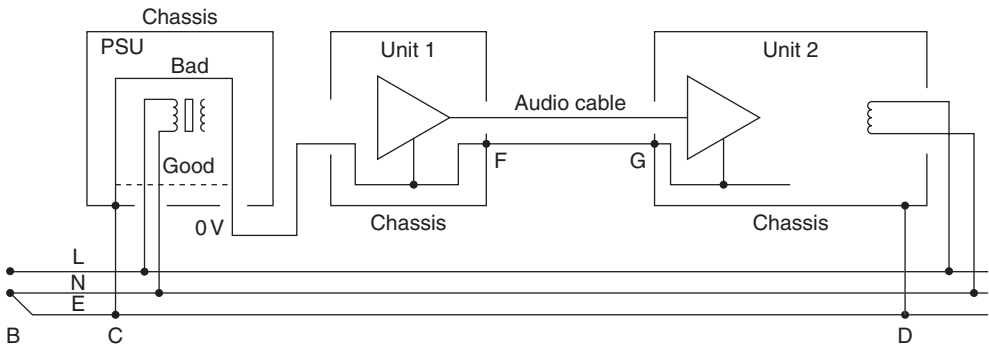 Chassis
PSU
Unit 1
Unit 2
Bad
Audio cable
Good
F
G
0 V
Chassis
Chassis
L
N
E
B
C
D